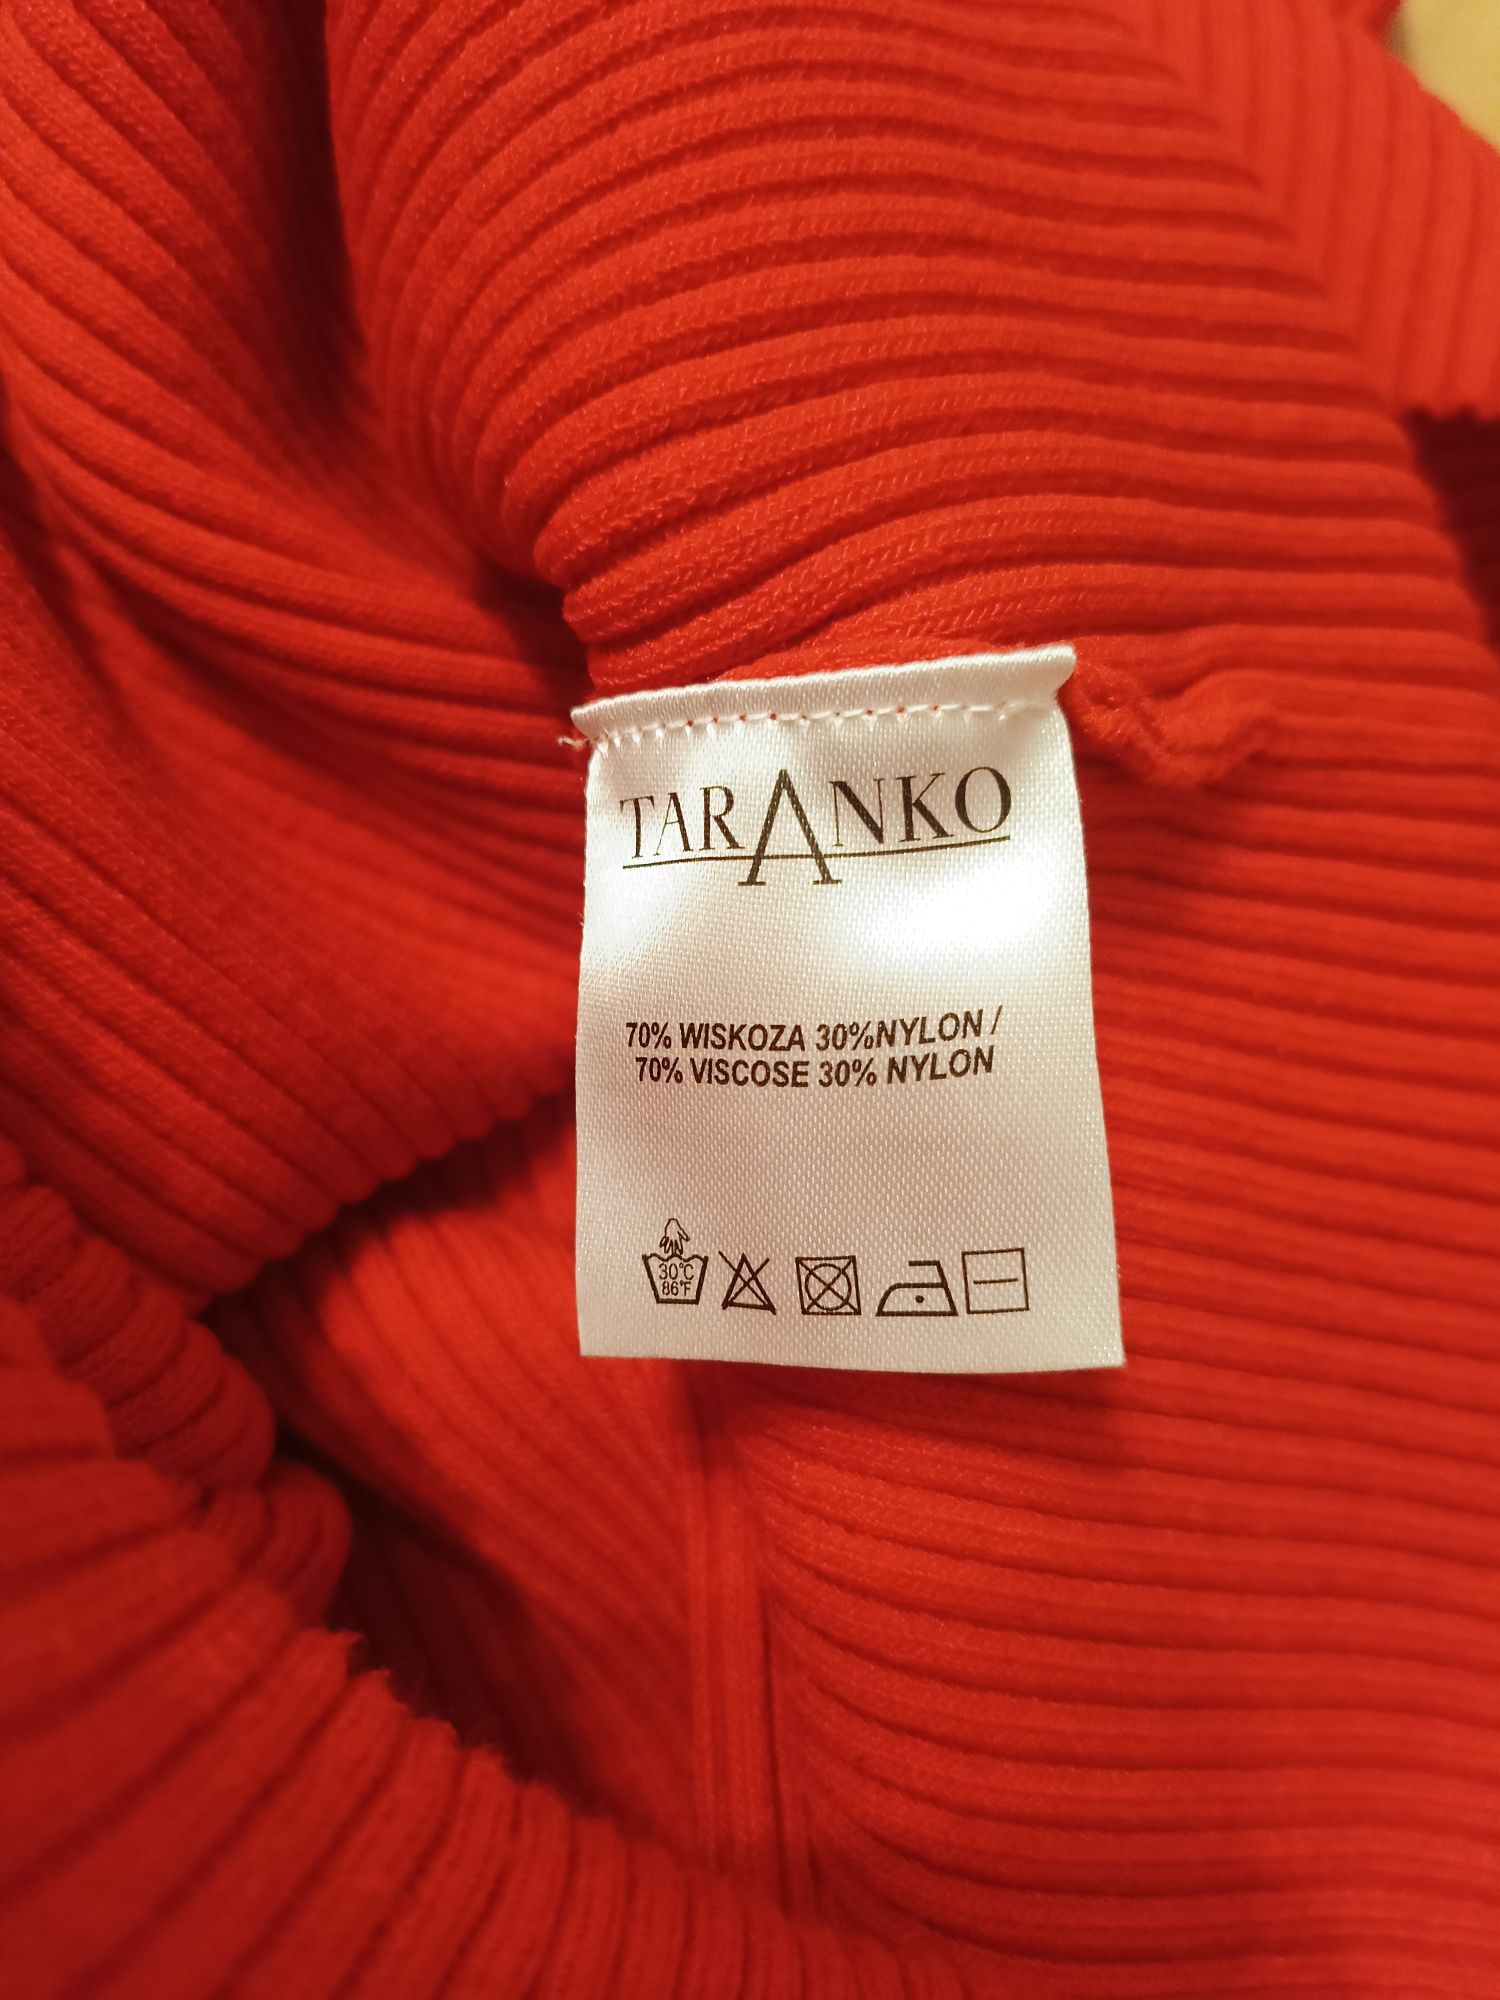 TARANKO
70% WISKOZA 30%NYLON /
70% VISCOSE 30% NYLON
30°C
86°F